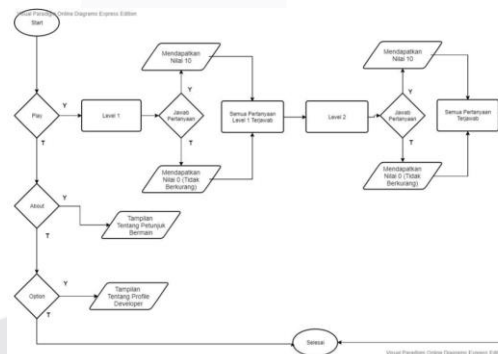 Visual Paradigm Online Diagrams Express Edition
Start
Mendapatkan
Nilai 10
Mendapatkan
Nilai 10
Y
Y
Play
Y
Level 1
Jawab
Pertanyaan
Semua Pertanyaan
Level 1 Terjawab
Level 2
Jawab
Pertanyaan
Semua Pertanyaan
Terjawab
T
T
T
Mendapatkan
Nilai 0 (Tidak
Berkurang)
Mendapatkan
Nilai 0 (Tidak
Berkurang)
About
Y
T
Tampilan
Tentang Petunjuk
Bermain
Option
Y
T
Tampilan
Tentang Profile
Developer
Selesai
Visual Paradigm Online Diagrams Express